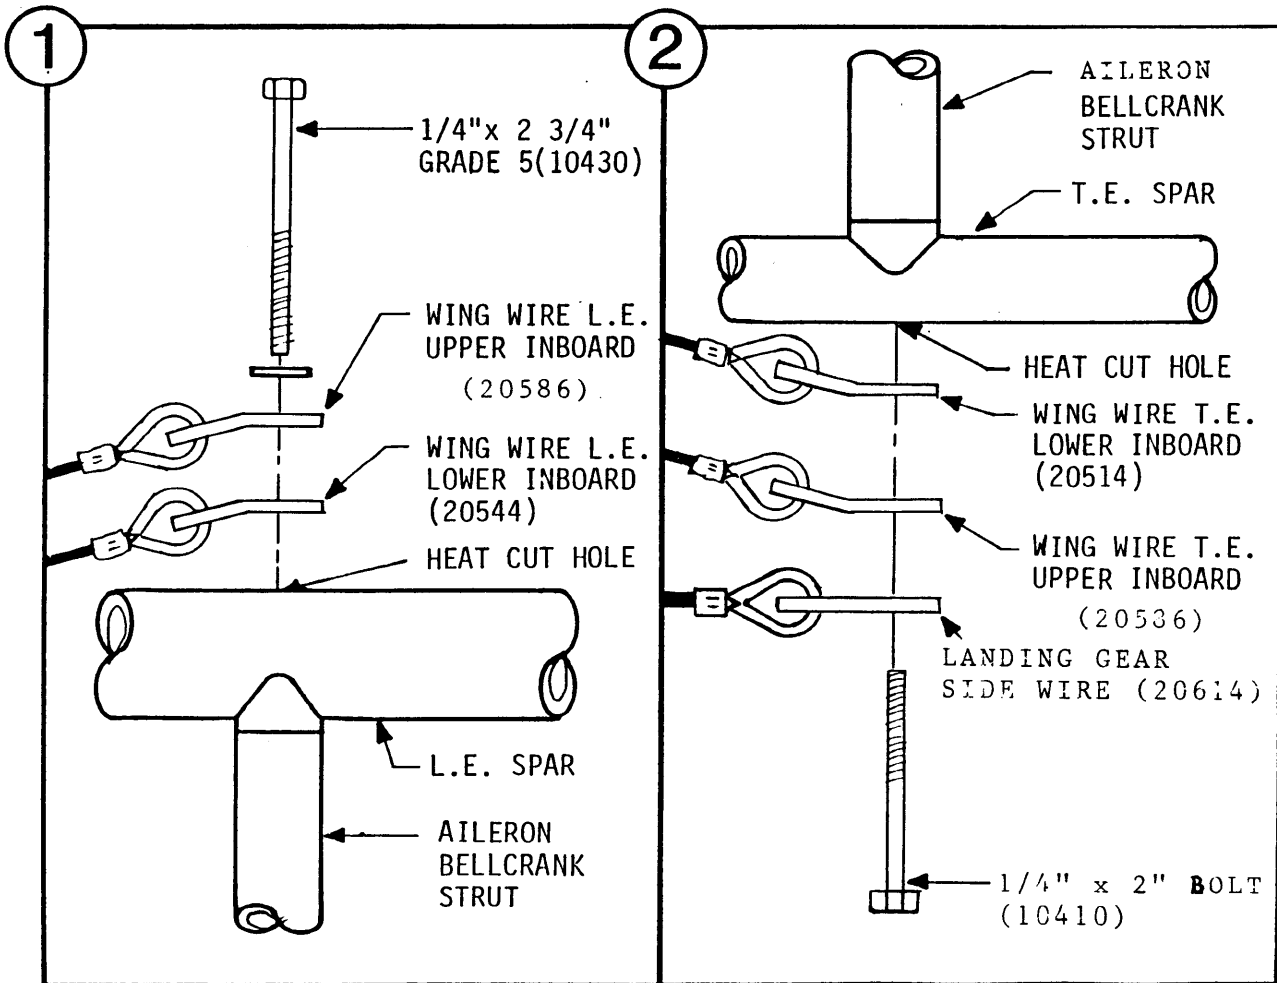 1
1/4"x 2 3/4"
GRADE 5(10430)
WING WIRE L.E.
UPPER INBOARD
(20586)
WING WIRE L.E.
LOWER INBOARD
(20544)
HEAT CUT HOLE
L.E. SPAR
AILERON
BELLCRANK
STRUT
2
AILERON
BELLCRANK
STRUT
T.E. SPAR
HEAT CUT HOLE
WING WIRE T.E.
LOWER INBOARD
(20514)
WING WIRE T.E.
UPPER INBOARD
(20536)
LANDING GEAR
SIDE WIRE (20614)
1/4" x 2" BOLT
(10410)